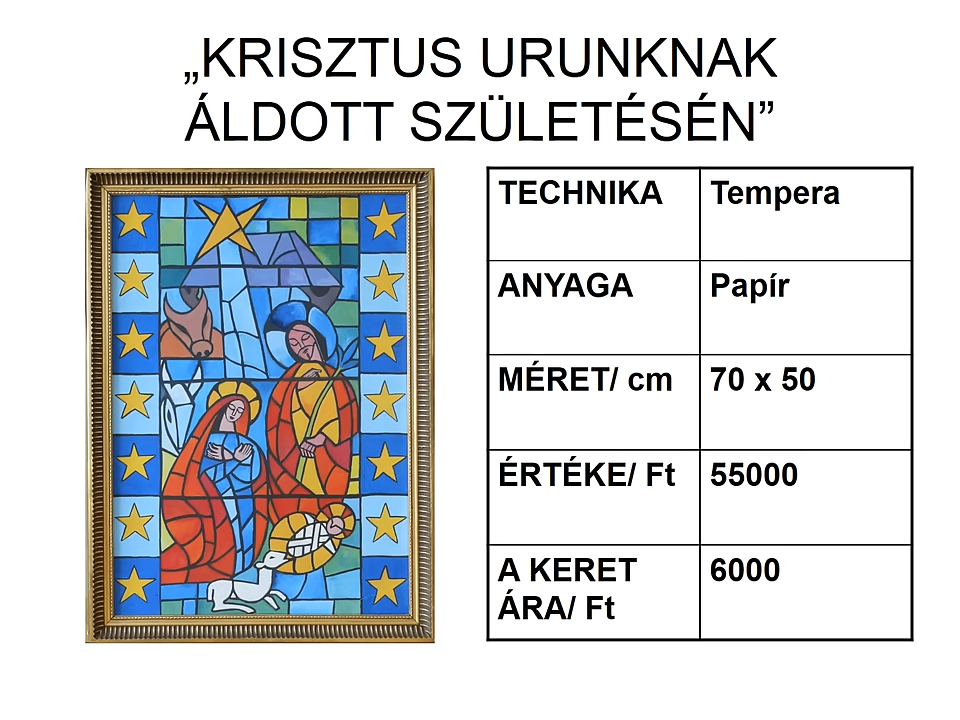 „KRISZTUS URUNKNAK
ÁLDOTT SZÜLETÉSÉN”
TECHNIKA Tempera
ANYAGA Papír
MÉRET/ cm 70 x 50
ÉRTÉKE/ Ft 55000
A KERET 6000
ÁRA/ Ft